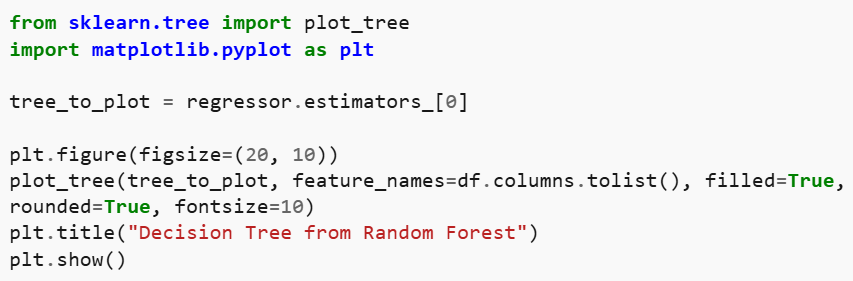 from sklearn.tree import plot_tree
import matplotlib.pyplot as plt
tree_to_plot = regressor.estimators_[0]
plt.figure(figsize=(20, 10))
plot_tree(tree_to_plot, feature_names=df.columns.tolist(), filled=True,
rounded=True, fontsize=10)
plt.title("Decision Tree from Random Forest")
plt.show()